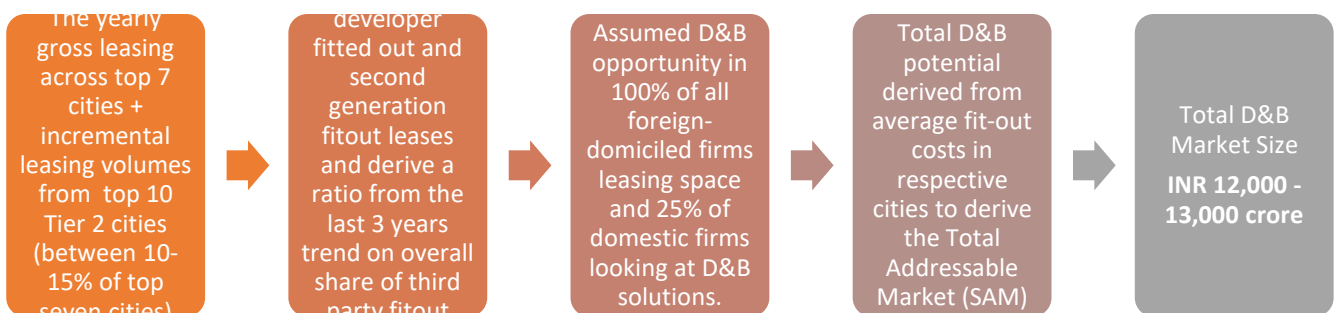 The yearly
gross leasing
across top 7
cities +
incremental
leasing volumes
from top 10
Tier 2 cities
(between 10-
15% of top
seven cities)
developer
fitted out and
second
generation
fitout leases
and derive a
ratio from the
last 3 years
trend on overall
share of third
party fitout
Assumed D&B
opportunity in
100% of all
foreign-
domiciled firms
leasing space
and 25% of
domestic firms
looking at D&B
solutions.
Total D&B
potential
derived from
average fit-out
costs in
respective
cities to derive
the Total
Addressable
Market (SAM)
Total D&B
Market Size
INR 12,000 -
13,000 crore